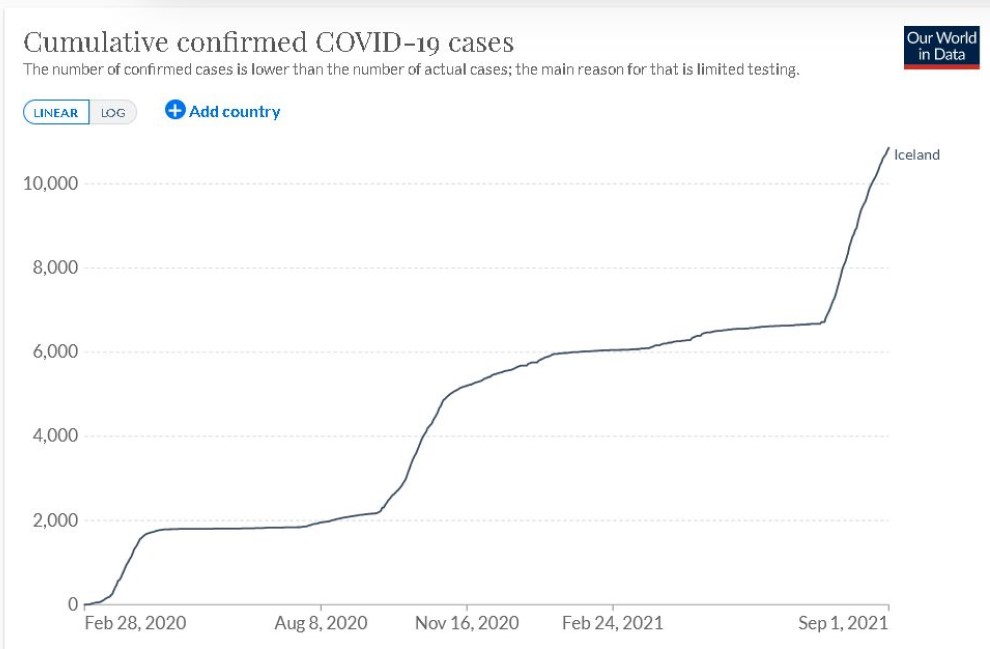 Cumulative confirmed COVID-19 cases
The number of confirmed cases is lower than the number of actual cases; the main reason for that is limited testing.
Our World
in Data
LINEAR LOG Add country
Iceland
10,000
8,000
6,000
4,000
2,000
0
Feb 28, 2020 Aug 8, 2020 Nov 16, 2020 Feb 24, 2021 Sep 1, 2021